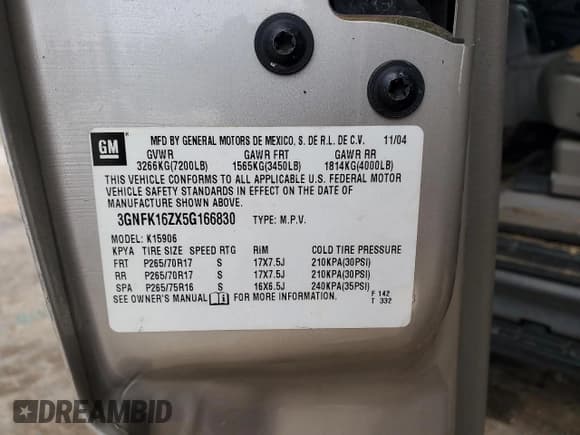 GM
MFD BY GENERAL MOTORS DE MEXICO, S. DE R.L. DE C.V. 11/04
GVWR GAWR FRT GAWR RR
3266KG(7200LB) 1565KG(3450LB) 1814KG(4000LB)
THIS VEHICLE CONFORMS TO ALL APPLICABLE U.S. FEDERAL MOTOR
VEHICLE SAFETY STANDARDS IN EFFECT ON THE DATE OF
MANUFACTURE SHOWN ABOVE.
3GNFK16ZX5G166830 TYPE: M.P.V.
MODEL: K15906
KPYA TIRE SIZE SPEED RTG RIM COLD TIRE PRESSURE
FRT P265/70R17 S 17X7.5J 210KPA(30PSI)
RR P265/70R17 S 17X7.5J 210KPA(30PSI)
SPA P265/75R16 S 16X6.5J 240KPA(35PSI)
SEE OWNER'S MANUAL FOR MORE INFORMATION.
F 142
T 332
DREAMBID